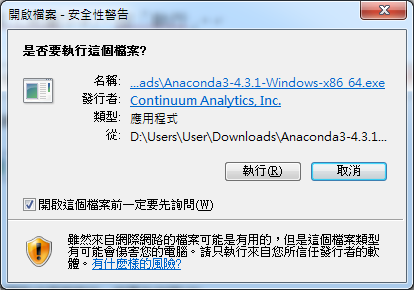 開啟檔案 - 安全性警告
是否要執行這個檔案?
名稱: ...ads\Anaconda3-4.3.1-Windows-x86_64.exe
發行者: Continuum Analytics, Inc.
類型: 應用程式
從: D:\Users\User\Downloads\Anaconda3-4.3.1...
執行(R) 取消
開啟這個檔案前一定要先詢問(W)
雖然來自網際網路的檔案可能是有用的，但是這個檔案類型
有可能會傷害您的電腦。請只執行來自您所信任發行者的軟
體。有什麼樣的風險?